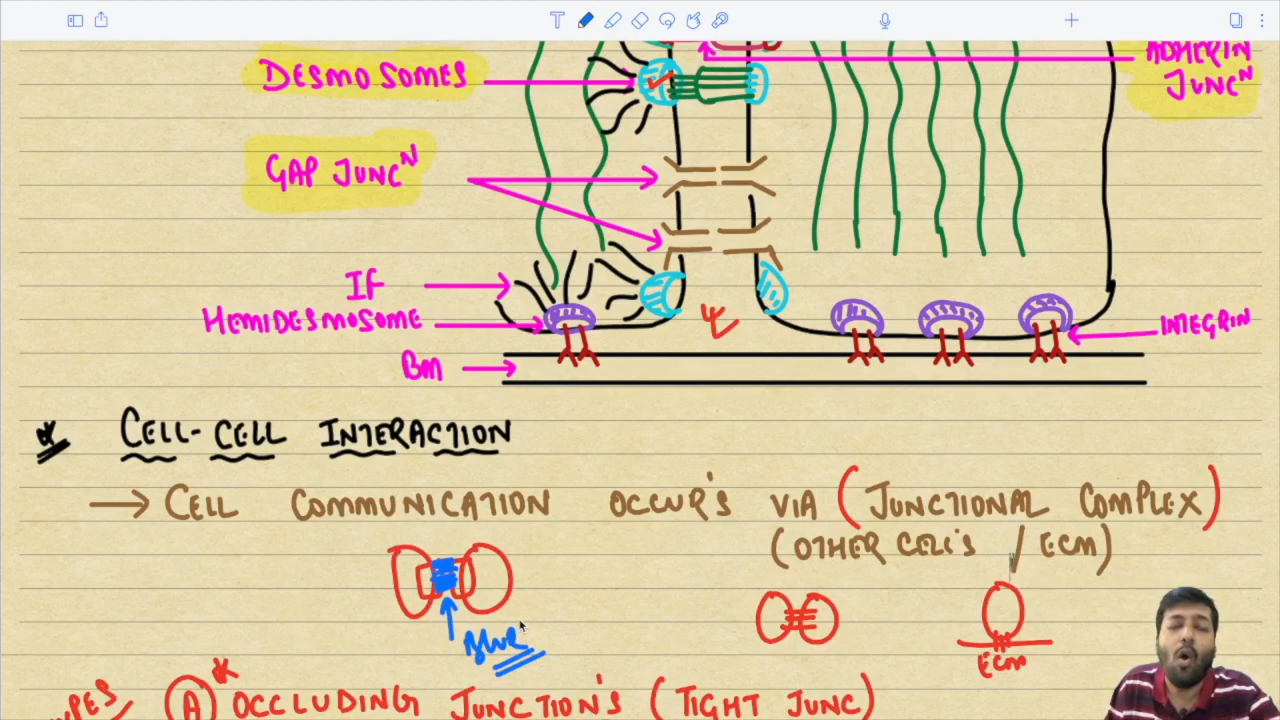 ADHERIN
JUNCᴺ
DESMOSOMES
GAP JUNCᴺ
IF
HEMIDESMOSOME
INTEGRIN
BM
* CELL-CELL INTERACTION
→ CELL COMMUNICATION OCCUR'S VIA (JUNCTIONAL COMPLEX)
(OTHER CELL'S / ECM)
ECM
(A)* OCCLUDING JUNCTION'S (TIGHT JUNC)